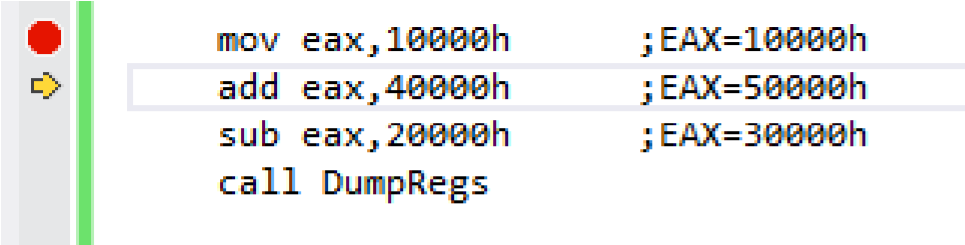 mov eax,10000h ;EAX=10000h
add eax,40000h ;EAX=50000h
sub eax,20000h ;EAX=30000h
call DumpRegs